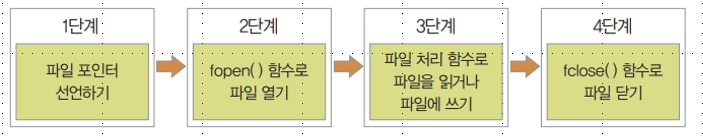 1단계
파일 포인터
선언하기
2단계
fopen( ) 함수로
파일 열기
3단계
파일 처리 함수로
파일을 읽거나
파일에 쓰기
4단계
fclose( ) 함수로
파일 닫기